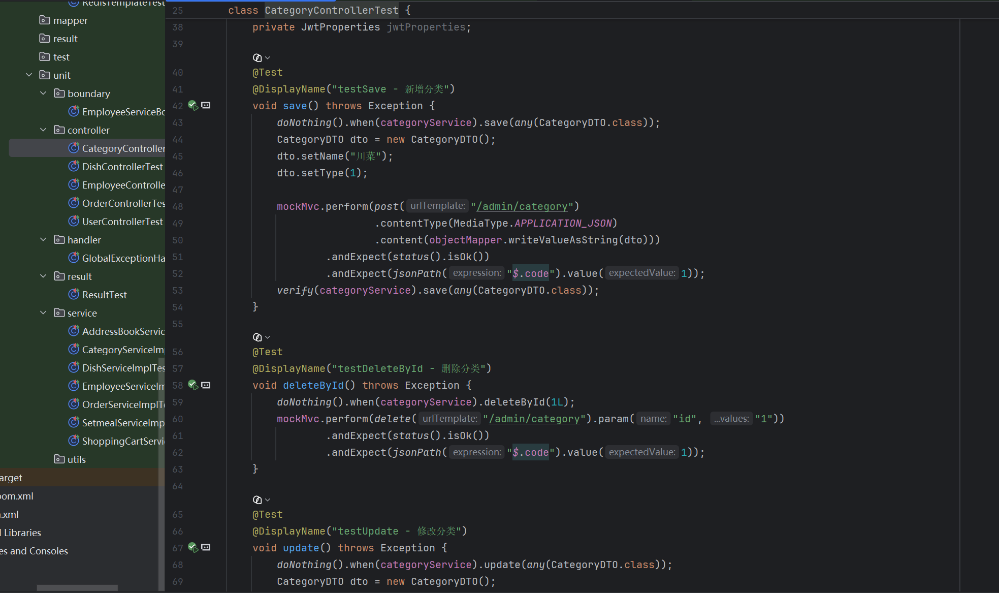 RedisTemplateTest
mapper
result
test
unit
boundary
EmployeeServiceBo
controller
CategoryController
DishControllerTest
EmployeeControlle
OrderControllerTes
UserControllerTest
handler
GlobalExceptionHa
result
ResultTest
service
AddressBookServic
CategoryServiceImp
DishServiceImplTes
EmployeeServiceIm
OrderServiceImplTe
SetmealServiceImp
ShoppingCartServi
utils
arget
pom.xml
.xml
l Libraries
es and Consoles
25 class CategoryControllerTest {
38 private JwtProperties jwtProperties;
39
40 @Test
41 @DisplayName("testSave - 新增分类")
42 void save() throws Exception {
43 doNothing().when(categoryService).save(any(CategoryDTO.class));
44 CategoryDTO dto = new CategoryDTO();
45 dto.setName("川菜");
46 dto.setType(1);
47
48 mockMvc.perform(post( urlTemplate: "/admin/category")
49 .contentType(MediaType.APPLICATION_JSON)
50 .content(objectMapper.writeValueAsString(dto)))
51 .andExpect(status().isOk())
52 .andExpect(jsonPath( expression: "$.code").value( expectedValue: 1));
53 verify(categoryService).save(any(CategoryDTO.class));
54 }
55
56 @Test
57 @DisplayName("testDeleteById - 删除分类")
58 void deleteById() throws Exception {
59 doNothing().when(categoryService).deleteById(1L);
60 mockMvc.perform(delete( urlTemplate: "/admin/category").param( name: "id", ...values: "1"))
61 .andExpect(status().isOk())
62 .andExpect(jsonPath( expression: "$.code").value( expectedValue: 1));
63 }
64
65 @Test
66 @DisplayName("testUpdate - 修改分类")
67 void update() throws Exception {
68 doNothing().when(categoryService).update(any(CategoryDTO.class));
69 CategoryDTO dto = new CategoryDTO();